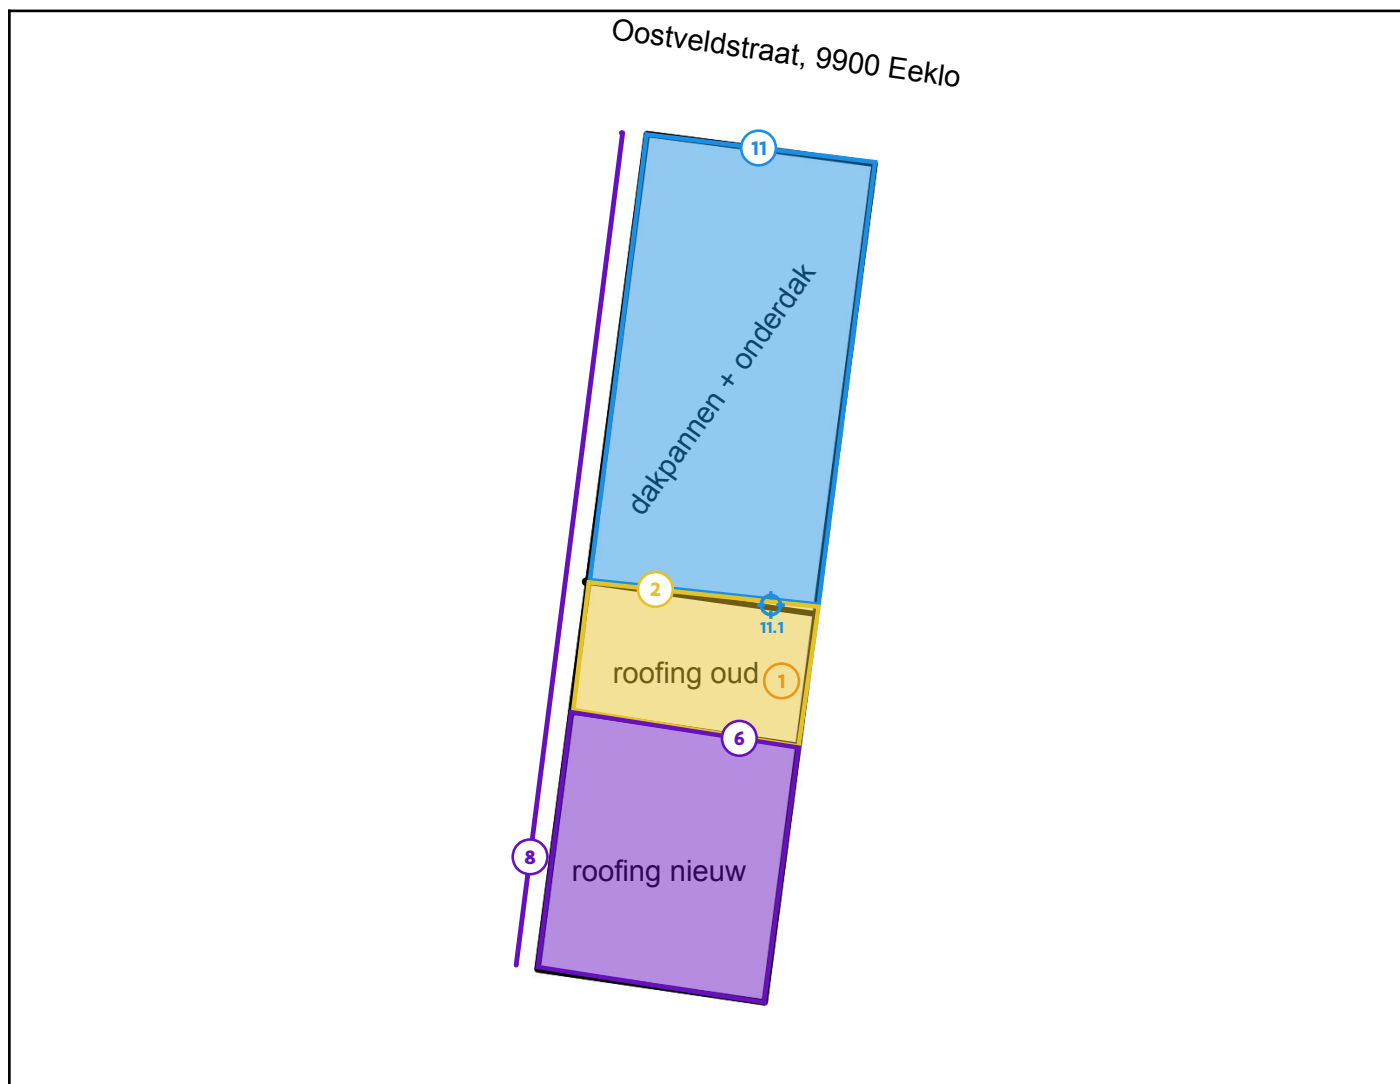 Oostveldstraat, 9900 Eeklo
11
dakpannen + onderdak
2
11.1
roofing oud
1
6
8
roofing nieuw